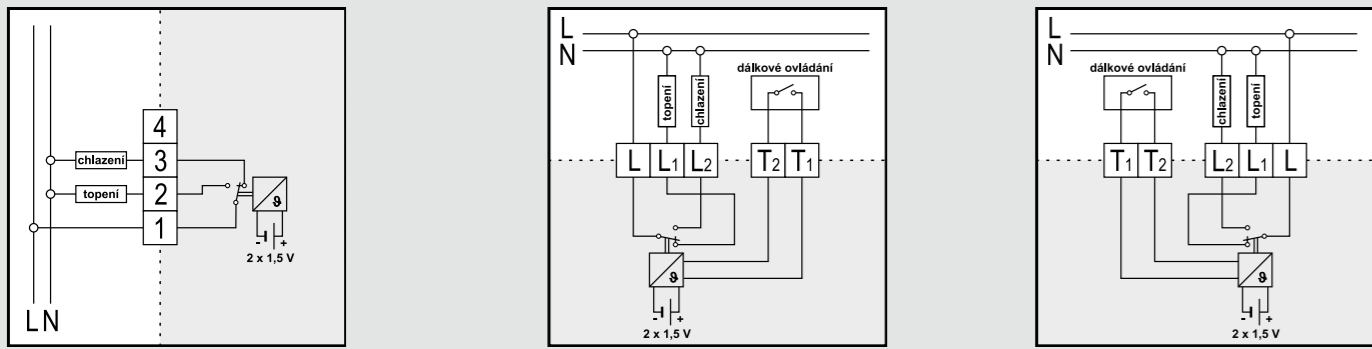 4
chlazení 3
topení 2
1
ϑ
- +
2 x 1,5 V
L N
L
N
dálkové ovládání
topení
chlazení
L L1 L2 T2 T1
ϑ
- +
2 x 1,5 V
L
N
dálkové ovládání
chlazení
topení
T1 T2 L2 L1 L
ϑ
- +
2 x 1,5 V